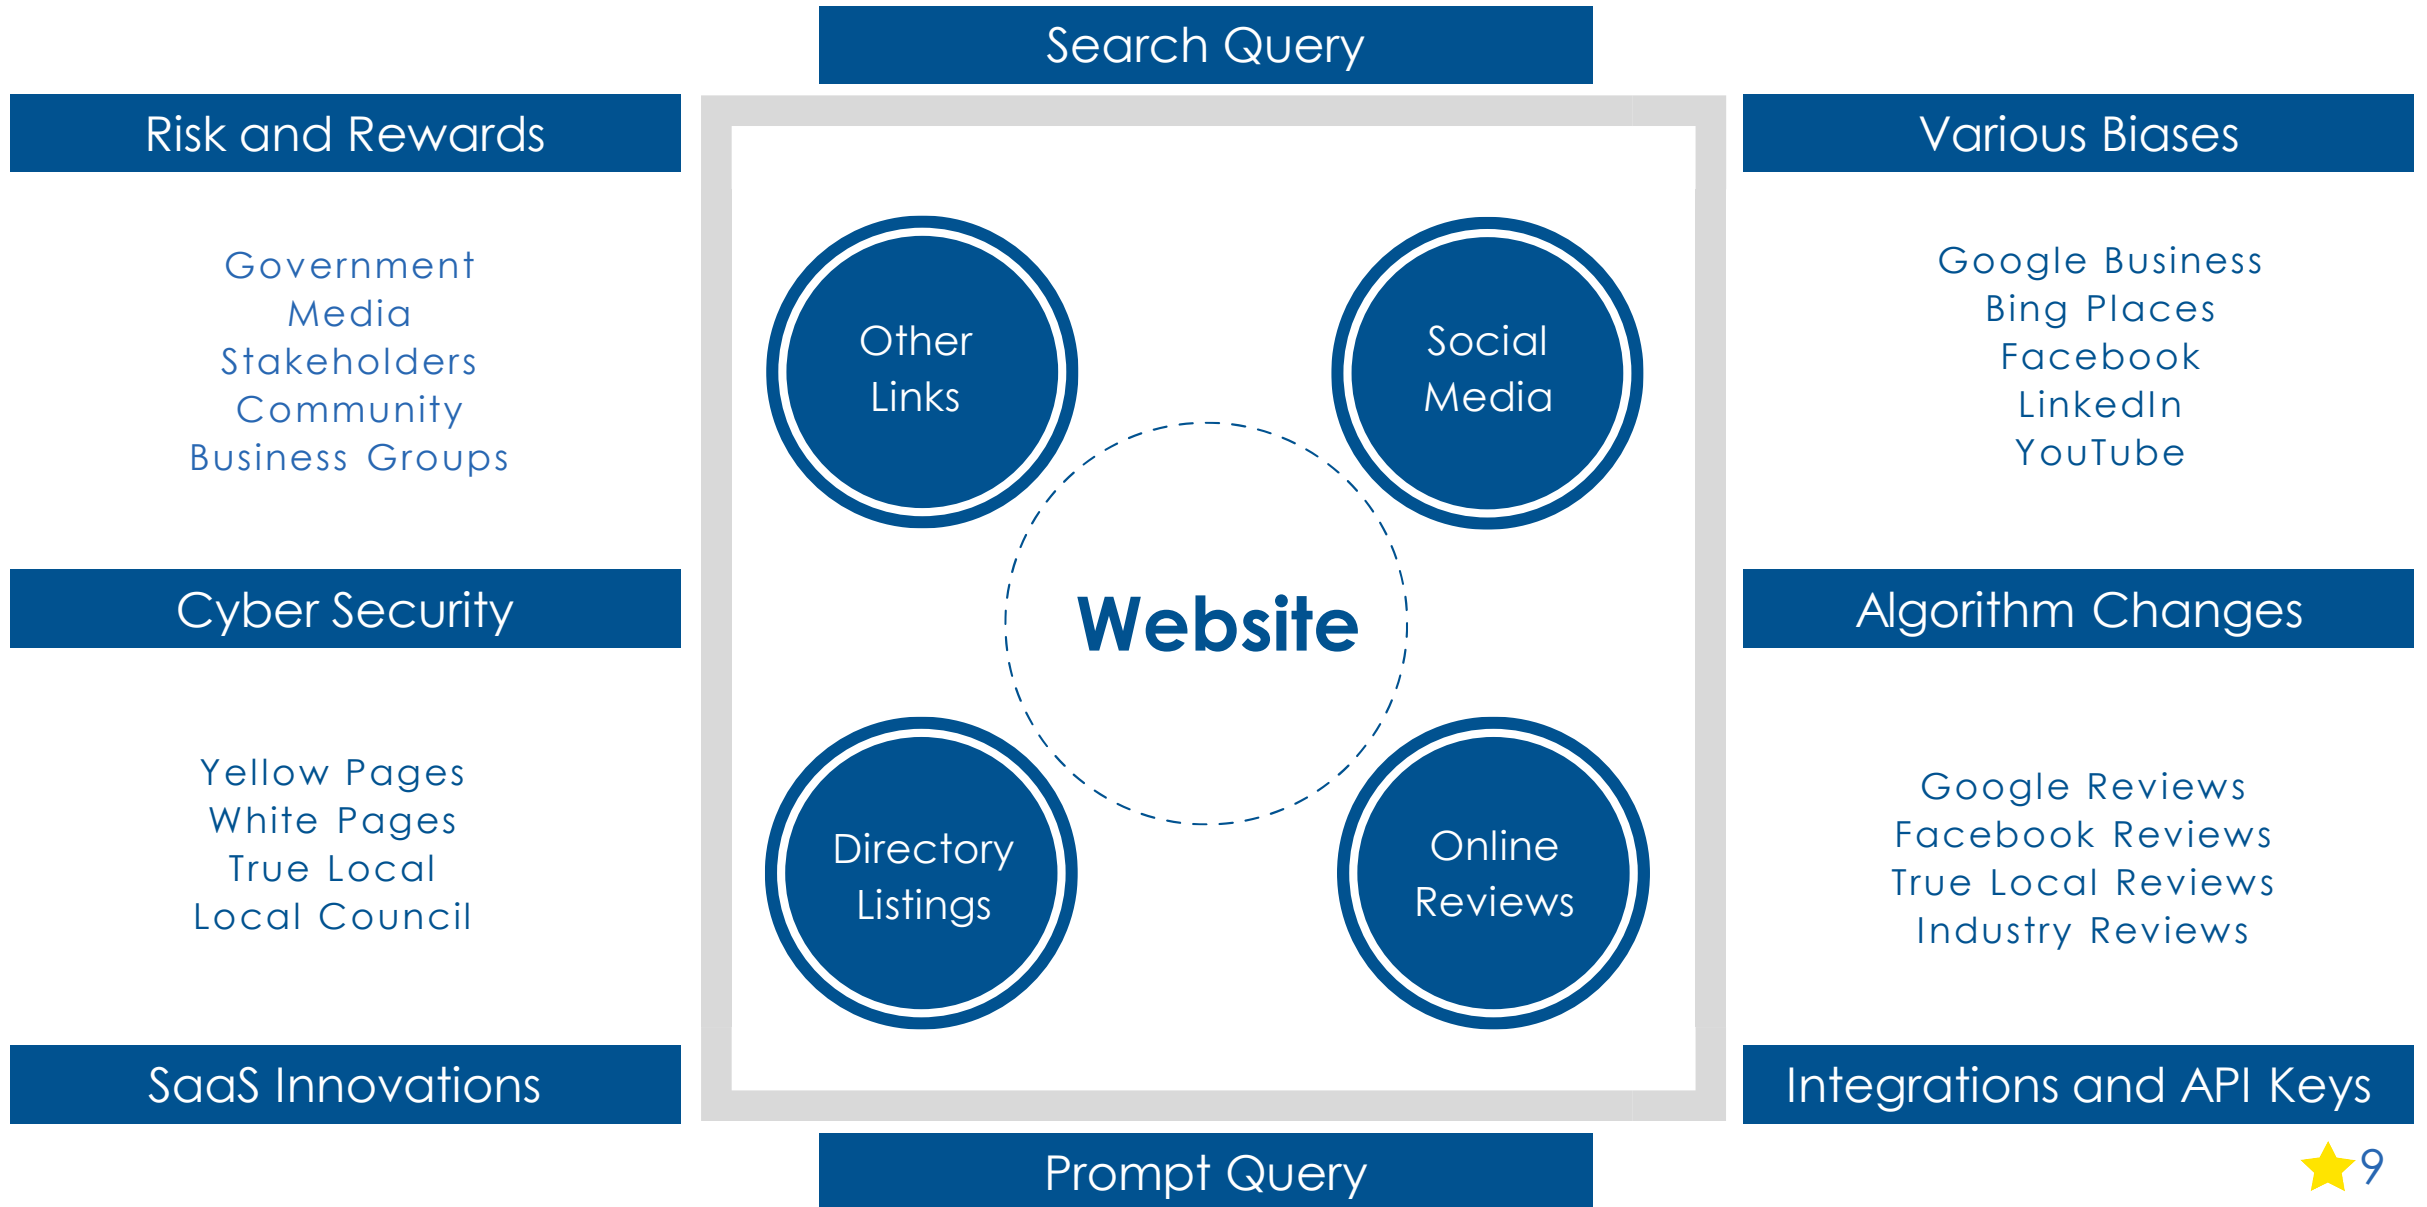 Search Query
Risk and Rewards
Various Biases
Government
Media
Stakeholders
Community
Business Groups
Other
Links
Social
Media
Google Business
Bing Places
Facebook
LinkedIn
YouTube
Cyber Security
Website
Algorithm Changes
Yellow Pages
White Pages
True Local
Local Council
Directory
Listings
Online
Reviews
Google Reviews
Facebook Reviews
True Local Reviews
Industry Reviews
SaaS Innovations
Integrations and API Keys
Prompt Query
9